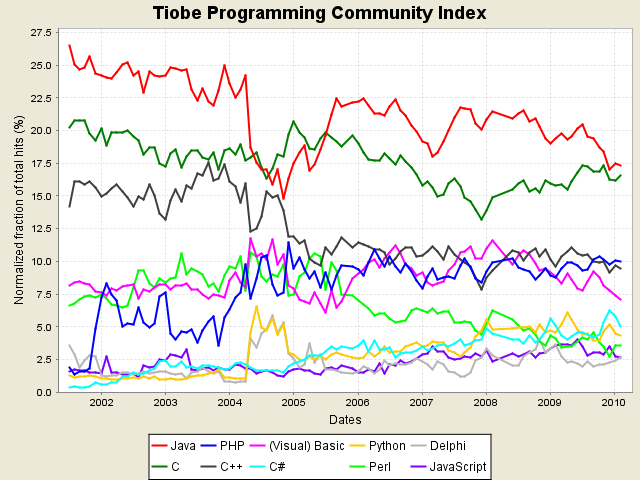 Tiobe Programming Community Index
Normalized fraction of total hits (%)
27.5
25.0
22.5
20.0
17.5
15.0
12.5
10.0
7.5
5.0
2.5
0.0
2002 2003 2004 2005 2006 2007 2008 2009 2010
Dates
Java PHP (Visual) Basic Python Delphi
C C++ C# Perl JavaScript